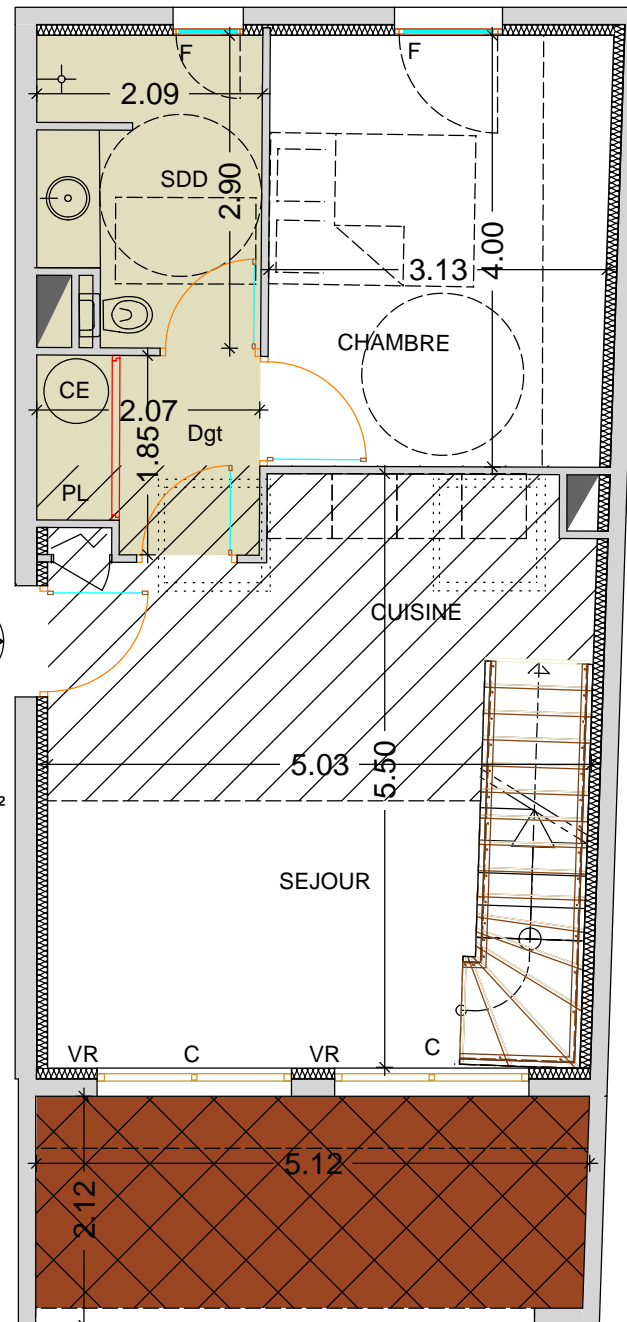 F
F
2.09
SDD
2.90
4.00
3.13
CHAMBRE
CE
2.07
Dgt
1.85
PL
CUISINE
5.03
5.50
2
SEJOUR
VR
C
VR
C
5.12
2.12